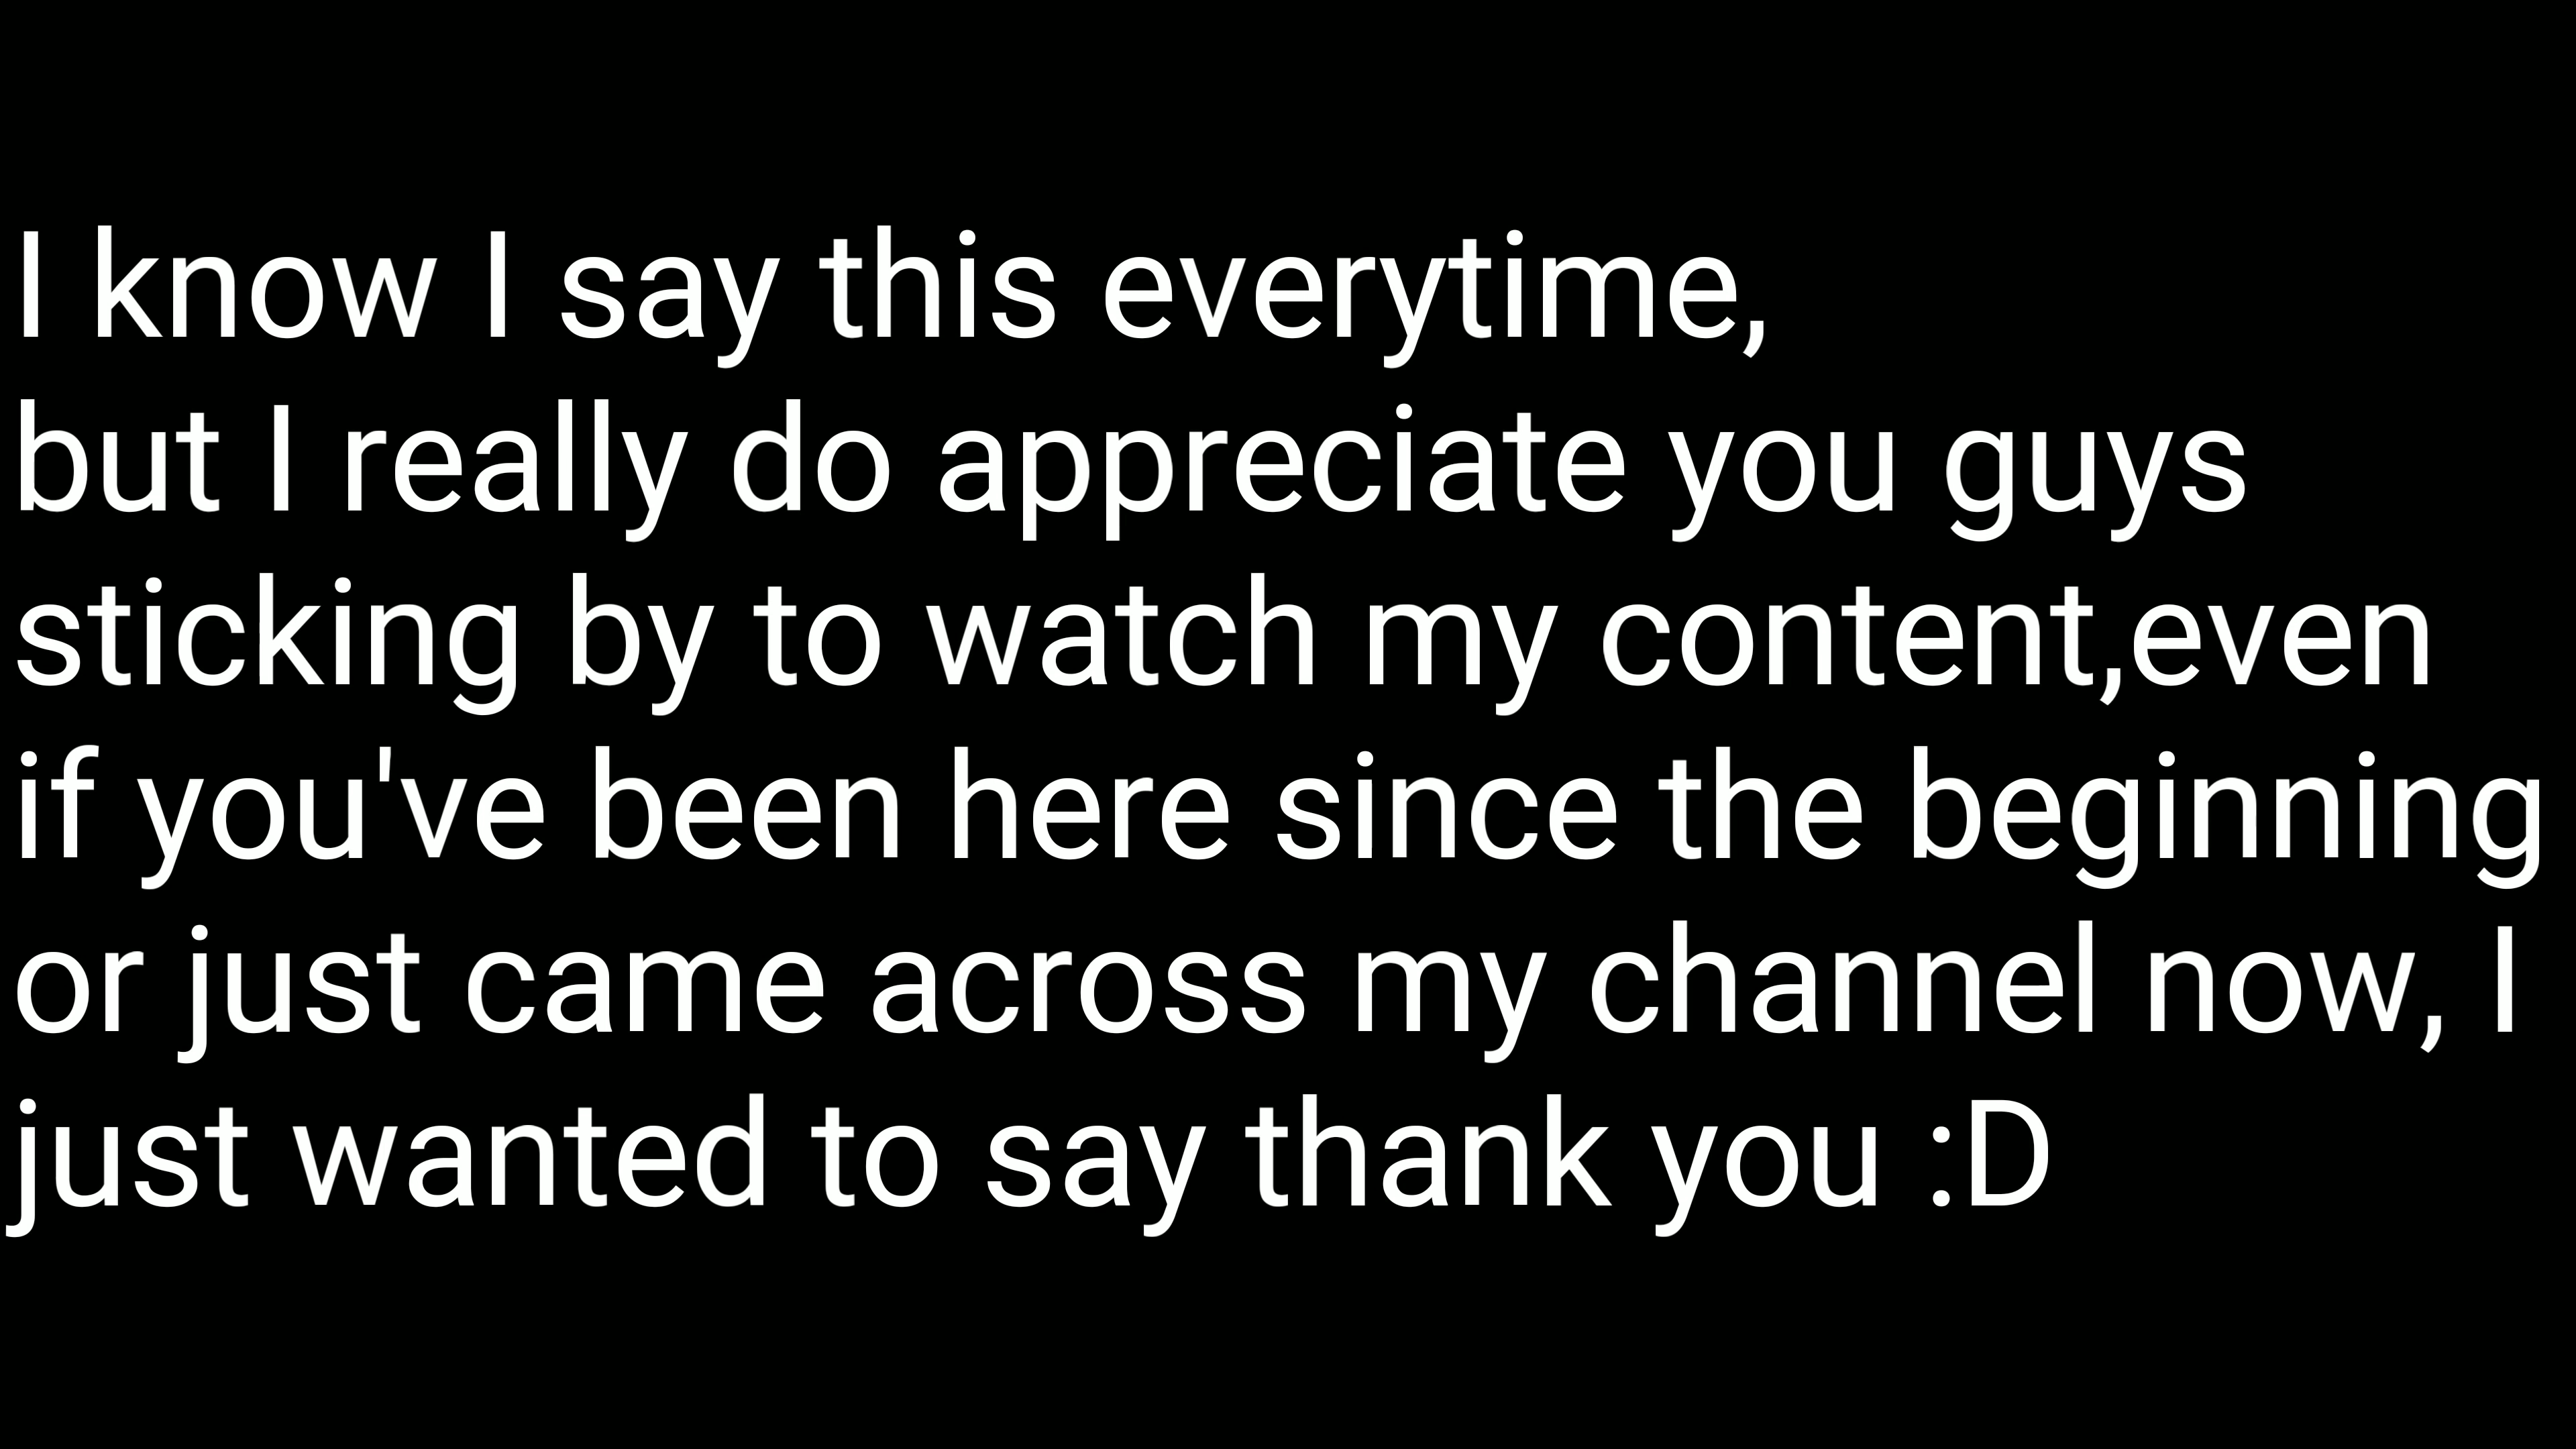 I know I say this everytime,
but I really do appreciate you guys
sticking by to watch my content,even
if you've been here since the beginning
or just came across my channel now, I
just wanted to say thank you :D